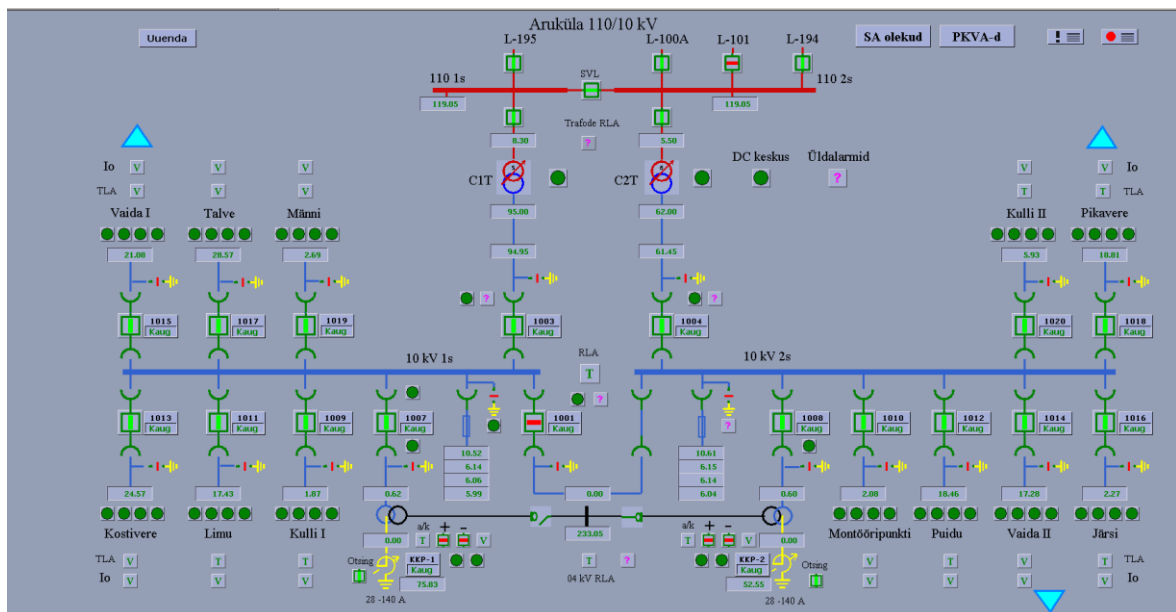 Aruküla 110/10 kV
Uuenda
SA olekud
PKVA-d
L-195
L-100A
L-101
L-194
SVL
110 1s
110 2s
119.05
119.05
Trafode RLA
?
8.30
5.50
C1T
C2T
DC keskus
Üldalarmid
?
95.00
62.00
94.95
61.45
Io V V V
TLA V V V
Vaida I
Talve
Männi
21.08
28.57
2.69
V V Io
T T TLA
Kulli II
Pikavere
5.93
18.81
? ?
1015 Kaug
1017 Kaug
1019 Kaug
1003 Kaug
1004 Kaug
1020 Kaug
1018 Kaug
10 kV 1s
RLA
T
10 kV 2s
?
?
1013 Kaug
1011 Kaug
1009 Kaug
1007 Kaug
1001 Kaug
1008 Kaug
1010 Kaug
1012 Kaug
1014 Kaug
1016 Kaug
10.52
6.14
6.06
5.99
10.61
6.15
6.14
6.04
24.57
17.43
1.87
0.62
0.00
0.60
2.08
18.46
17.28
2.27
Kostivere
Limu
Kulli I
Montööripunkti
Puidu
Vaida II
Järsi
0.00
a/k + -
T V
233.05
a/k + -
T V
0.00
TLA V T T
Io V V V
Otsing
KKP-1
Kaug
75.83
28 -140 A
T ?
04 kV RLA
KKP-2
Kaug
52.55
Otsing
28 -140 A
T T V T TLA
V V V V Io